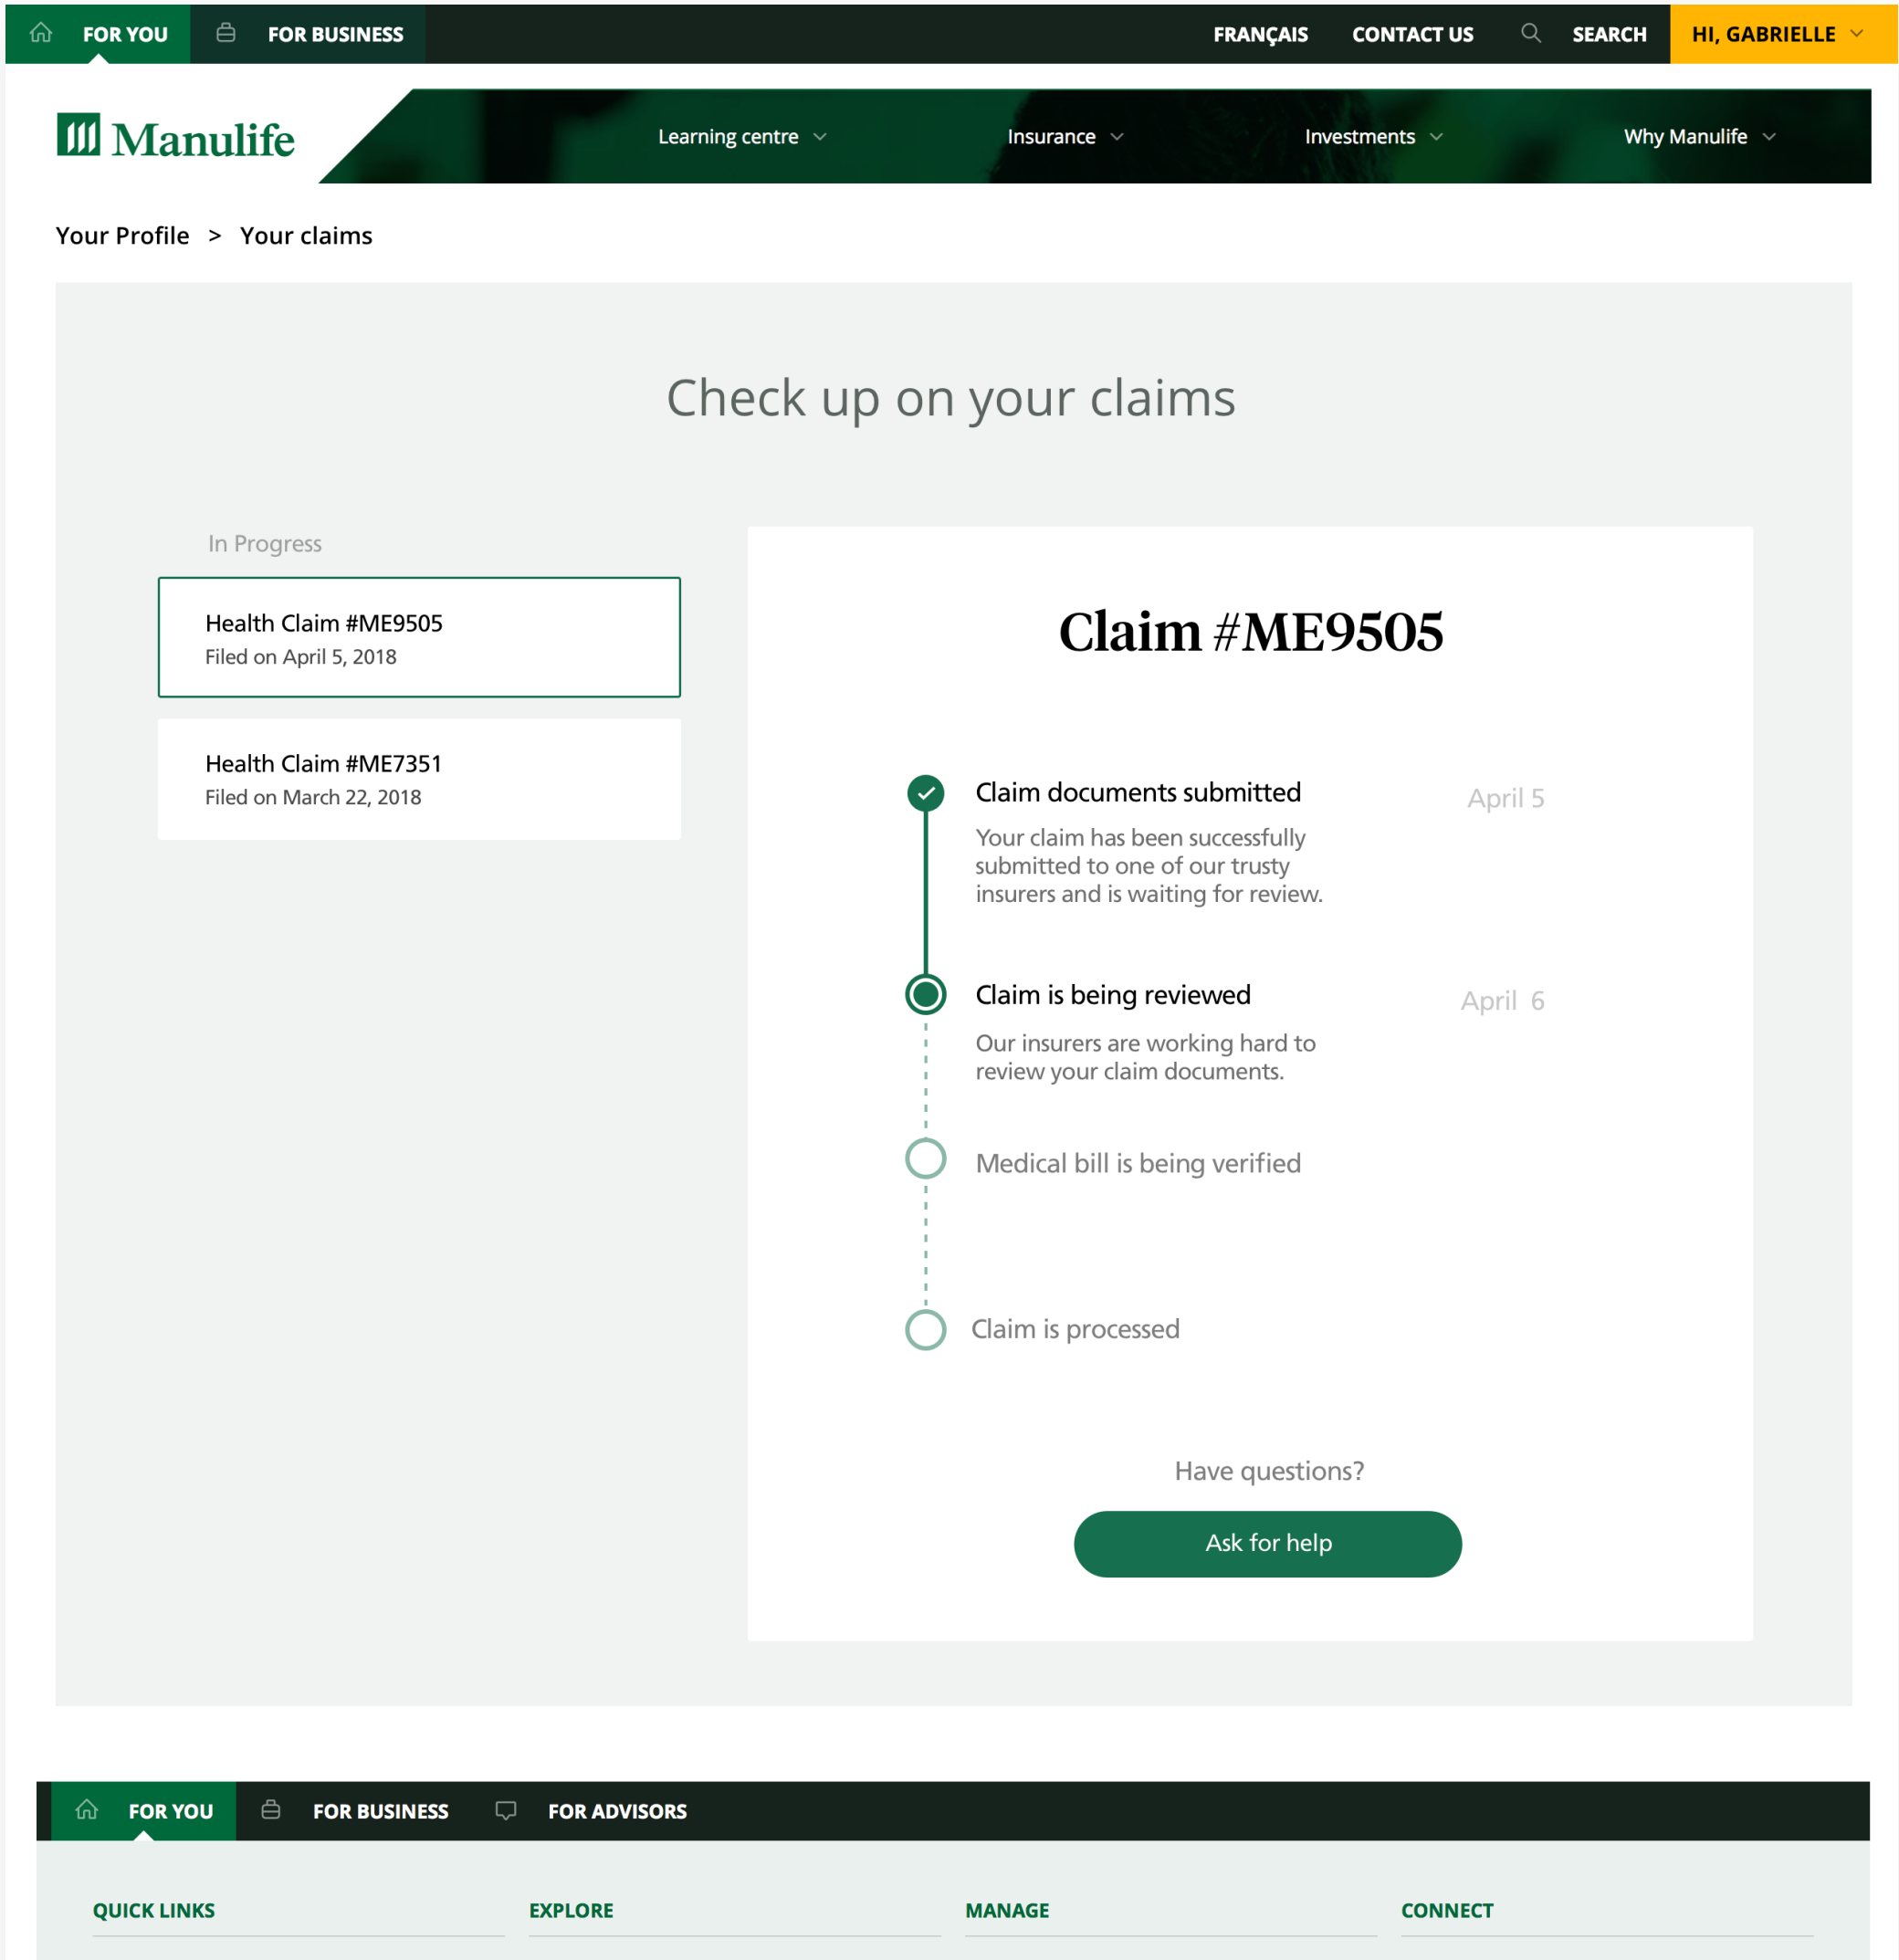 FOR YOU FOR BUSINESS FRANÇAIS CONTACT US SEARCH HI, GABRIELLE
Manulife Learning centre Insurance Investments Why Manulife
Your Profile > Your claims
Check up on your claims
In Progress
Health Claim #ME9505
Filed on April 5, 2018
Health Claim #ME7351
Filed on March 22, 2018
Claim #ME9505
Claim documents submitted April 5
Your claim has been successfully
submitted to one of our trusty
insurers and is waiting for review.
Claim is being reviewed April 6
Our insurers are working hard to
review your claim documents.
Medical bill is being verified
Claim is processed
Have questions?
Ask for help
FOR YOU FOR BUSINESS FOR ADVISORS
QUICK LINKS EXPLORE MANAGE CONNECT